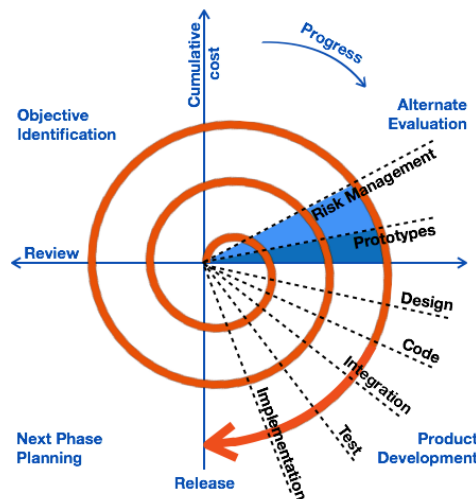 Cumulative
cost
Progress
Objective
Identification
Alternate
Evaluation
Risk Management
Prototypes
Review
Design
Code
Integration
Test
Implementation
Next Phase
Planning
Product
Development
Release